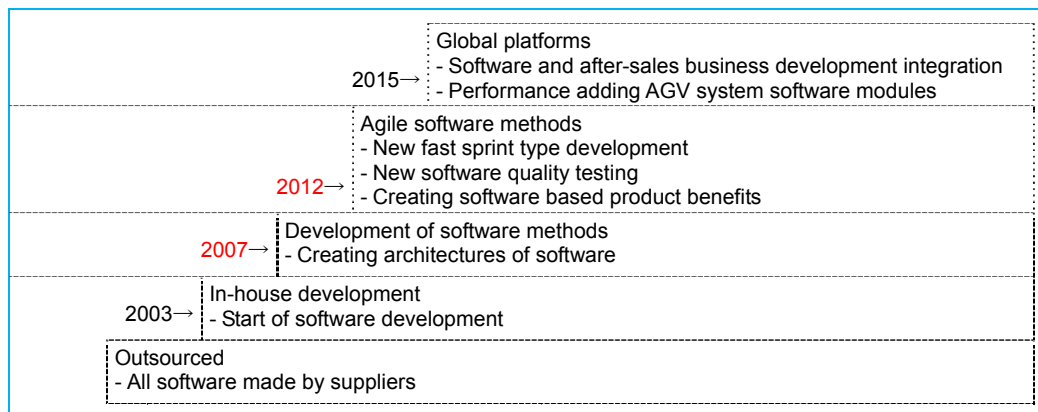 Global platforms
2015→ - Software and after-sales business development integration
- Performance adding AGV system software modules
Agile software methods
- New fast sprint type development
- New software quality testing
2012→ - Creating software based product benefits
Development of software methods
2007→ - Creating architectures of software
In-house development
2003→ - Start of software development
Outsourced
- All software made by suppliers